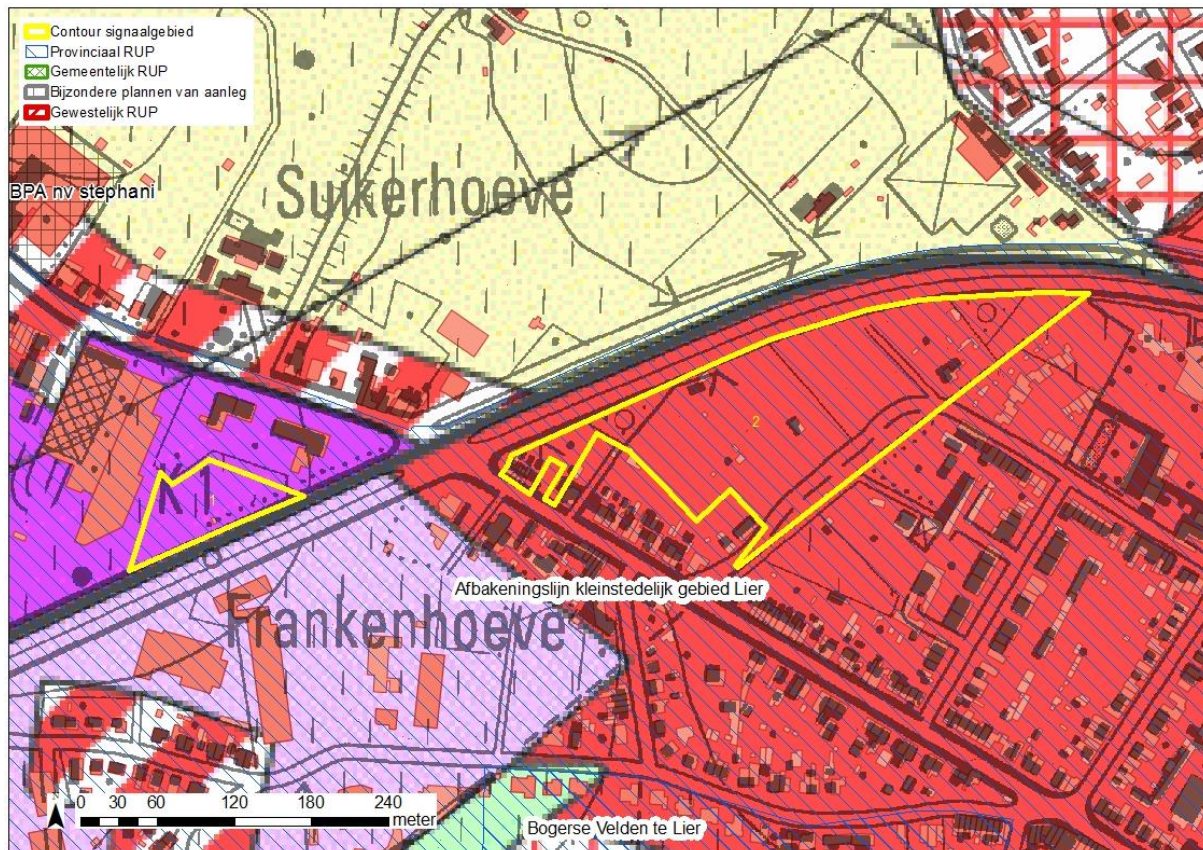 Contour signaalgebied
Provinciaal RUP
Gemeentelijk RUP
Bijzondere plannen van aanleg
Gewestelijk RUP
BPA nv stephani
Suikerhoeve
2
K1
1
Afbakeningslijn kleinstedelijk gebied Lier
Frankenhoeve
0 30 60 120 180 240
meter
Bogerse Velden te Lier